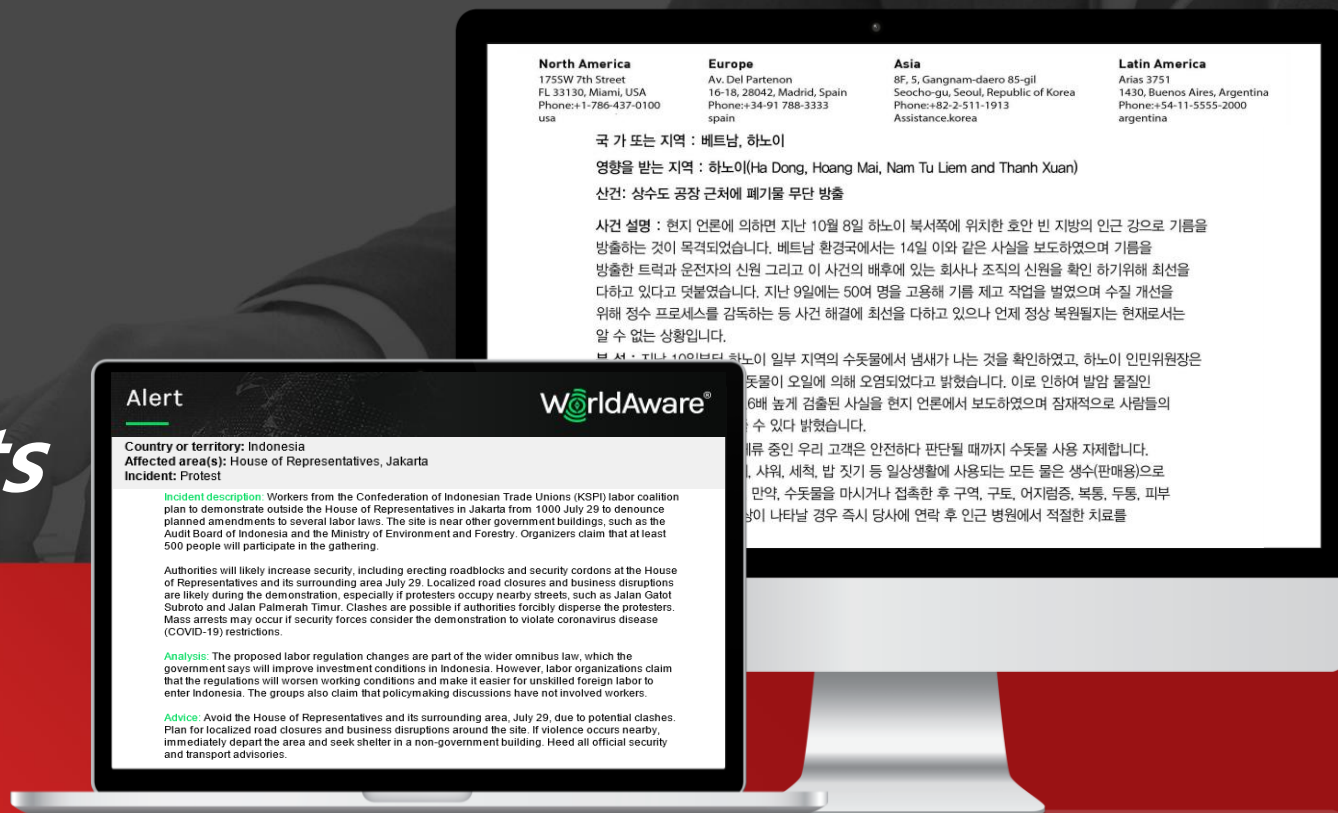 ts
North America
175SW 7th Street
FL 33130, Miami, USA
Phone:+1-786-437-0100
usa
Europe
Av. Del Partenon
16-18, 28042, Madrid, Spain
Phone:+34-91 788-3333
spain
Asia
8F, 5, Gangnam-daero 85-gil
Seocho-gu, Seoul, Republic of Korea
Phone:+82-2-511-1913
Assistance.korea
Latin America
Arias 3751
1430, Buenos Aires, Argentina
Phone:+54-11-5555-2000
argentina
국 가 또는 지역 : 베트남, 하노이
영향을 받는 지역 : 하노이(Ha Dong, Hoang Mai, Nam Tu Liem and Thanh Xuan)
산건: 상수도 공장 근처에 폐기물 무단 방출
사건 설명 : 현지 언론에 의하면 지난 10월 8일 하노이 북서쪽에 위치한 호안 빈 지방의 인근 강으로 기름을
방출하는 것이 목격되었습니다. 베트남 환경국에서는 14일 이와 같은 사실을 보도하였으며 기름을
방출한 트럭과 운전자의 신원 그리고 이 사건의 배후에 있는 회사나 조직의 신원을 확인 하기위해 최선을
다하고 있다고 덧붙였습니다. 지난 9일에는 50여 명을 고용해 기름 제고 작업을 벌였으며 수질 개선을
위해 정수 프로세스를 감독하는 등 사건 해결에 최선을 다하고 있으나 언제 정상 복원될지는 현재로서는
알 수 없는 상황입니다.
분 석 : 지난 10일부터 하노이 일부 지역의 수돗물에서 냄새가 나는 것을 확인하였고, 하노이 인민위원장은
돗물이 오일에 의해 오염되었다고 밝혔습니다. 이로 인하여 발암 물질인
.6배 높게 검출된 사실을 현지 언론에서 보도하였으며 잠재적으로 사람들의
수 있다 밝혔습니다.
체류 중인 우리 고객은 안전하다 판단될 때까지 수돗물 사용 자제합니다.
, 샤워, 세척, 밥 짓기 등 일상생활에 사용되는 모든 물은 생수(판매용)으로
만약, 수돗물을 마시거나 접촉한 후 구역, 구토, 어지럼증, 복통, 두통, 피부
상이 나타날 경우 즉시 당사에 연락 후 인근 병원에서 적절한 치료를
Alert
WorldAware®
Country or territory: Indonesia
Affected area(s): House of Representatives, Jakarta
Incident: Protest
Incident description: Workers from the Confederation of Indonesian Trade Unions (KSPI) labor coalition
plan to demonstrate outside the House of Representatives in Jakarta from 1000 July 29 to denounce
planned amendments to several labor laws. The site is near other government buildings, such as the
Audit Board of Indonesia and the Ministry of Environment and Forestry. Organizers claim that at least
500 people will participate in the gathering.
Authorities will likely increase security, including erecting roadblocks and security cordons at the House
of Representatives and its surrounding area July 29. Localized road closures and business disruptions
are likely during the demonstration, especially if protesters occupy nearby streets, such as Jalan Gatot
Subroto and Jalan Palmerah Timur. Clashes are possible if authorities forcibly disperse the protesters.
Mass arrests may occur if security forces consider the demonstration to violate coronavirus disease
(COVID-19) restrictions.
Analysis: The proposed labor regulation changes are part of the wider omnibus law, which the
government says will improve investment conditions in Indonesia. However, labor organizations claim
that the regulations will worsen working conditions and make it easier for unskilled foreign labor to
enter Indonesia. The groups also claim that policymaking discussions have not involved workers.
Advice: Avoid the House of Representatives and its surrounding area, July 29, due to potential clashes.
Plan for localized road closures and business disruptions around the site. If violence occurs nearby,
immediately depart the area and seek shelter in a non-government building. Heed all official security
and transport advisories.